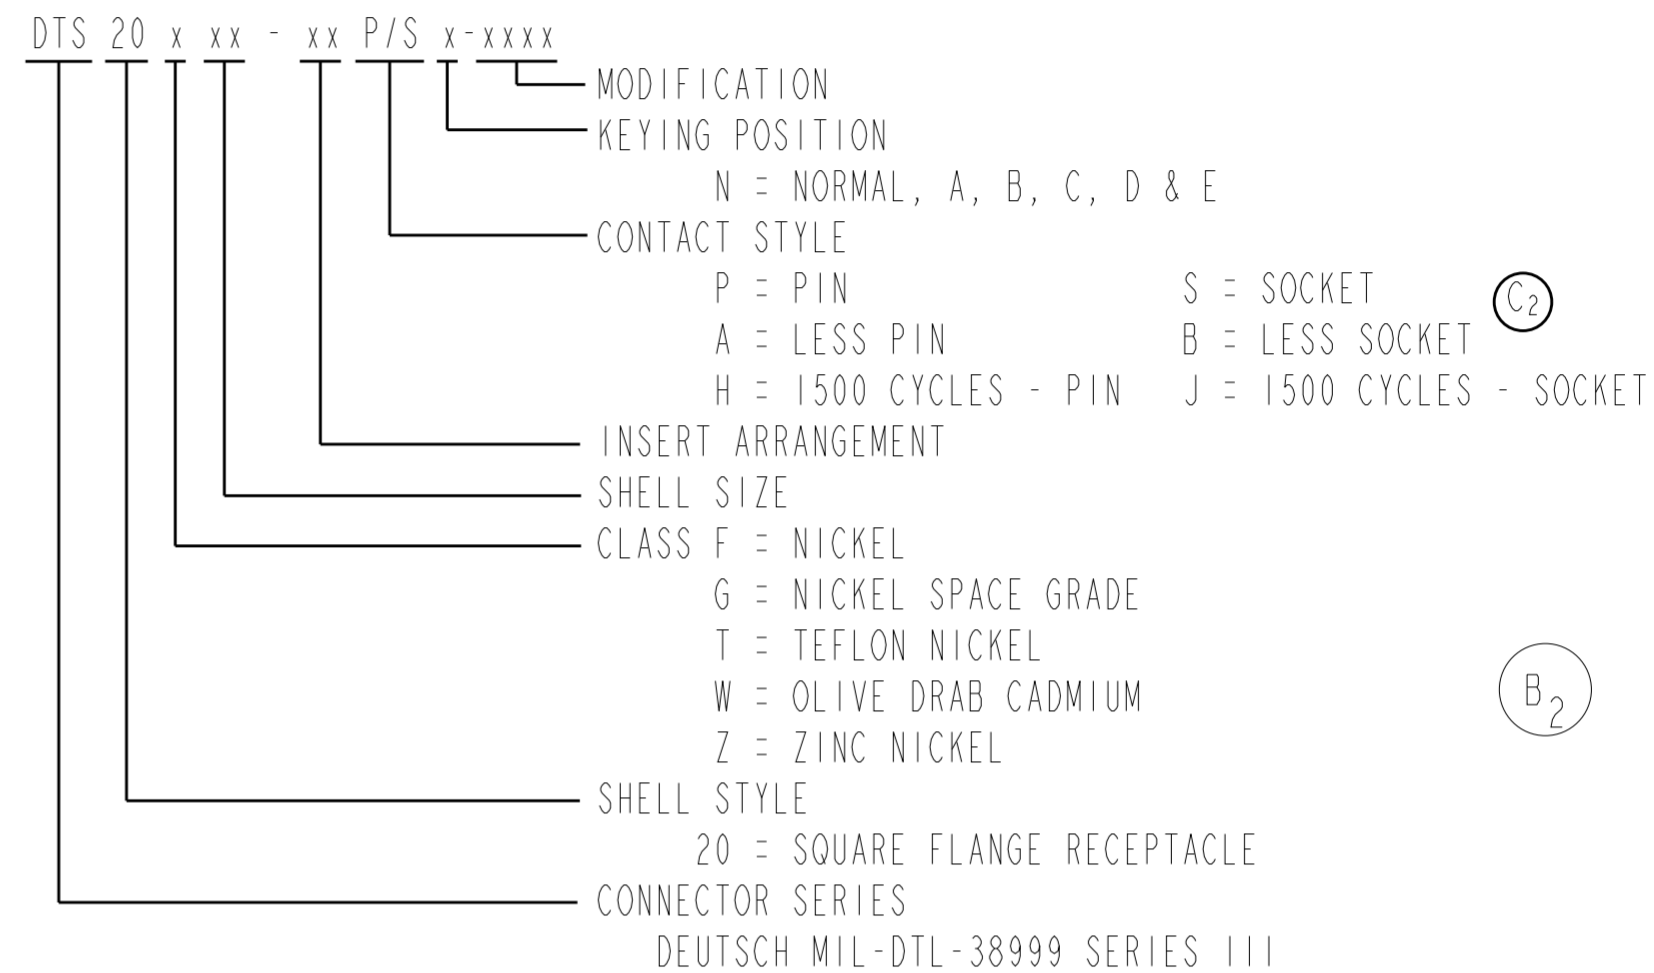 DTS 20 x xx - xx P/S x-xxxx
MODIFICATION
KEYING POSITION
N = NORMAL, A, B, C, D & E
CONTACT STYLE
P = PIN S = SOCKET C2
A = LESS PIN B = LESS SOCKET
H = 1500 CYCLES - PIN J = 1500 CYCLES - SOCKET
INSERT ARRANGEMENT
SHELL SIZE
CLASS F = NICKEL
G = NICKEL SPACE GRADE
T = TEFLON NICKEL
W = OLIVE DRAB CADMIUM B2
Z = ZINC NICKEL
SHELL STYLE
20 = SQUARE FLANGE RECEPTACLE
CONNECTOR SERIES
DEUTSCH MIL-DTL-38999 SERIES III